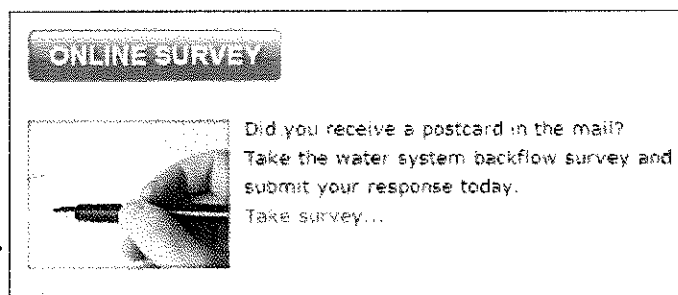 ONLINE SURVEY
Did you receive a postcard in the mail?
Take the water system backflow survey and
submit your response today.
Take survey...